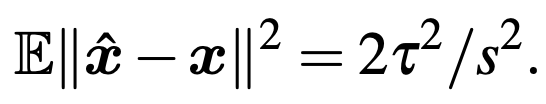 𝔼‖x̂ − x‖² = 2τ²/s².